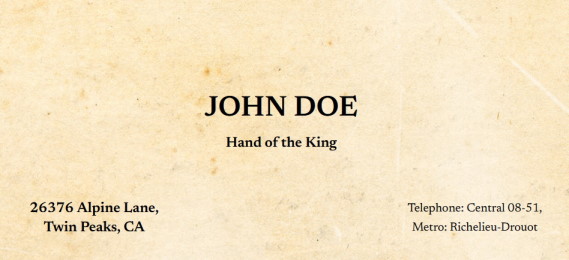 JOHN DOE
Hand of the King
26376 Alpine Lane,
Twin Peaks, CA
Telephone: Central 08-51,
Metro: Richelieu-Drouot